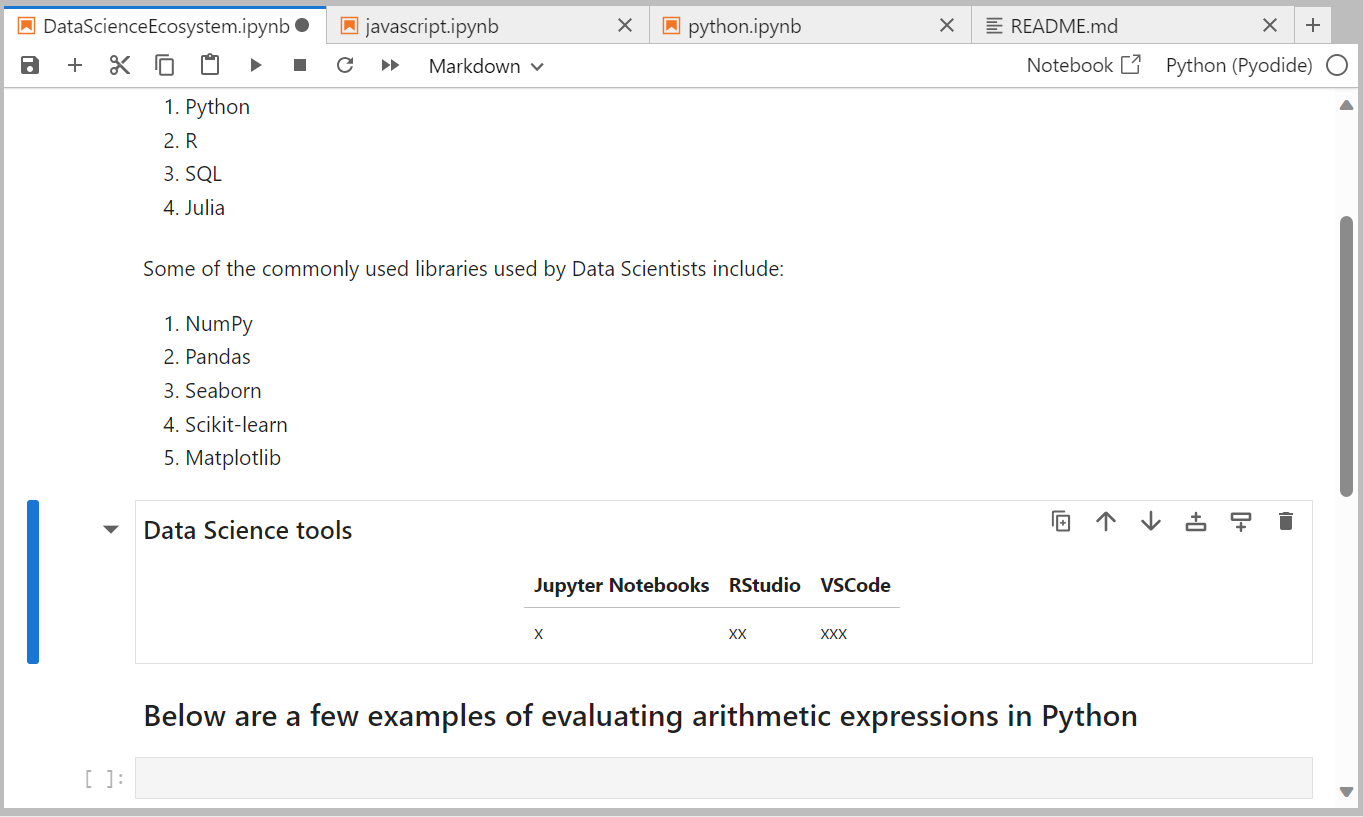 DataScienceEcosystem.ipynb javascript.ipynb python.ipynb README.md
Markdown Notebook Python (Pyodide)
1. Python
2. R
3. SQL
4. Julia
Some of the commonly used libraries used by Data Scientists include:
1. NumPy
2. Pandas
3. Seaborn
4. Scikit-learn
5. Matplotlib
Data Science tools
Jupyter Notebooks RStudio VSCode
x xx xxx
Below are a few examples of evaluating arithmetic expressions in Python
[ ]: